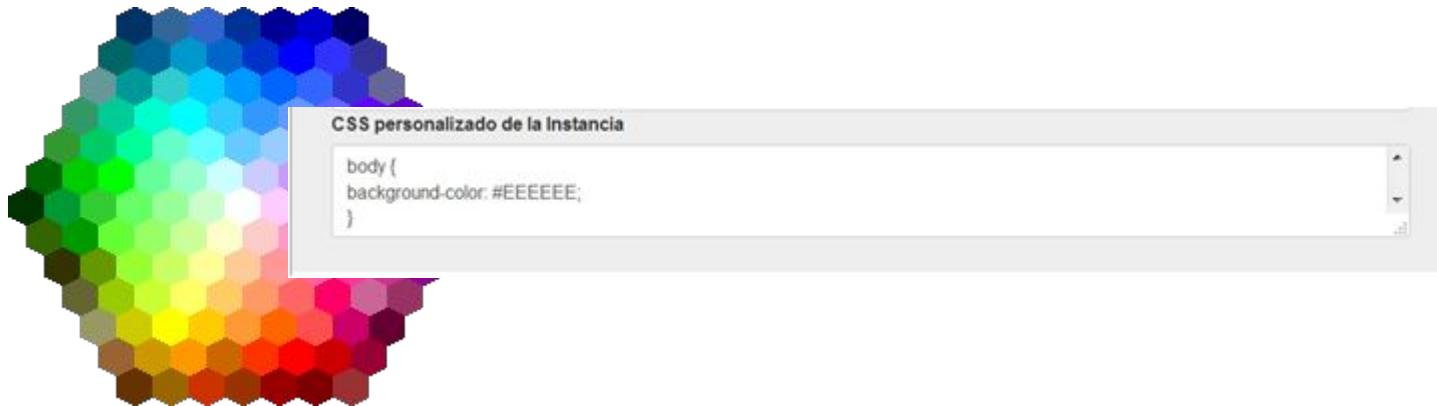 CSS personalizado de la Instancia
body {
background-color: #EEEEEE;
}